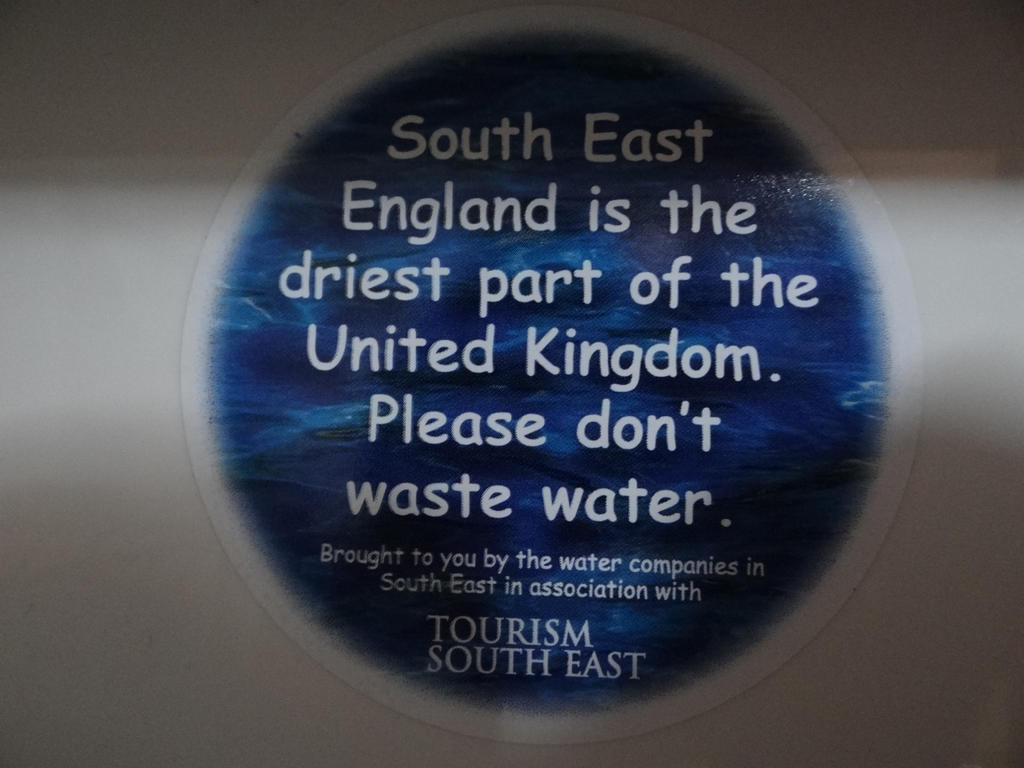 South East
England is the
driest part of the
United Kingdom.
Please don't
waste water.
Brought to you by the water companies in
South East in association with
TOURISM
SOUTH EAST